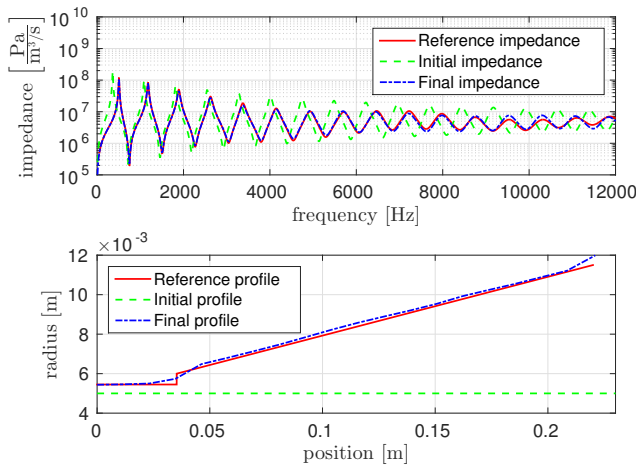 10^10
10^9
10^8
10^7
10^6
10^5
impedance [Pa / m³/s]
Reference impedance
Initial impedance
Final impedance
0 2000 4000 6000 8000 10000 12000
frequency [Hz]
×10^-3
12
10
8
6
4
radius [m]
Reference profile
Initial profile
Final profile
0 0.05 0.1 0.15 0.2
position [m]